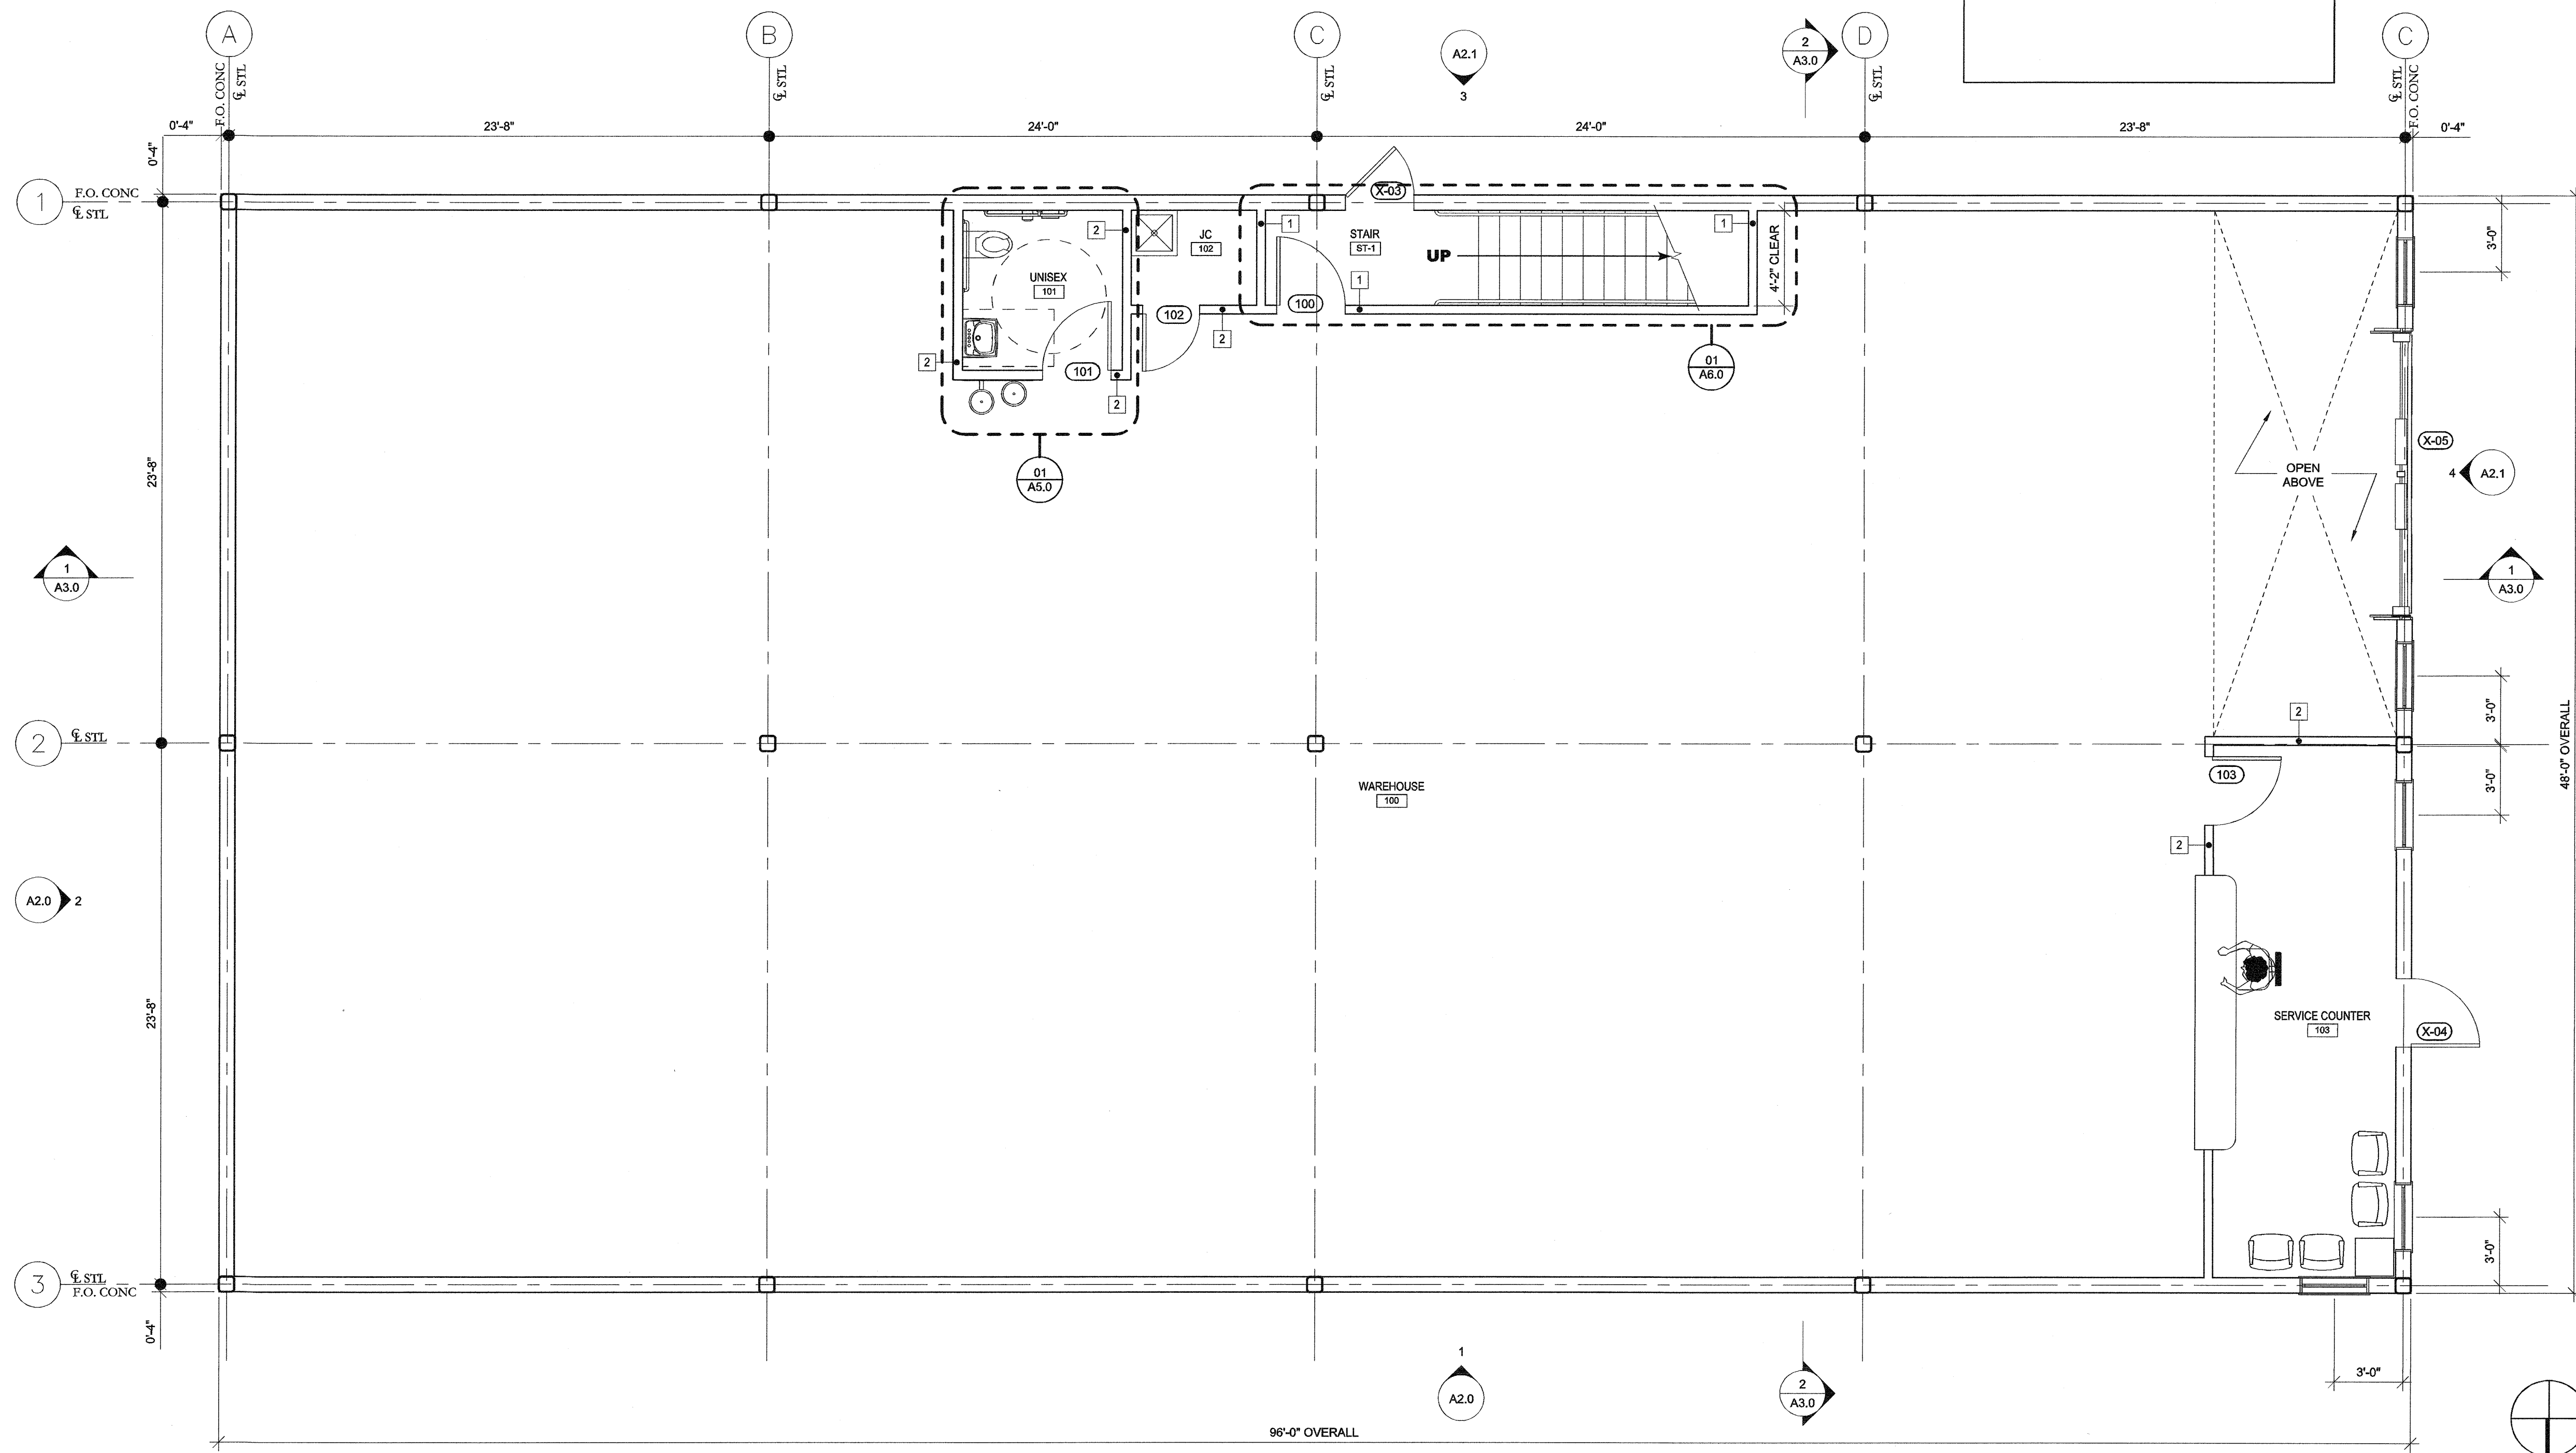 A
B
C
D
C
2
A3.0
A2.1
3
F.O. CONC
℄ STL
℄ STL
℄ STL
℄ STL
℄ STL
F.O. CONC
0'-4"
23'-8"
24'-0"
24'-0"
23'-8"
0'-4"
0'-4"
1
F.O. CONC
℄ STL
X-03
2
JC
102
1
STAIR
ST-1
1
4'-2" CLEAR
3'-0"
UP
UNISEX
101
1
100
102
2
2
101
2
01
A6.0
01
A5.0
23'-8"
OPEN
ABOVE
X-05
4
A2.1
1
A3.0
1
A3.0
3'-0"
2
48'-0" OVERALL
2
℄ STL
103
3'-0"
WAREHOUSE
100
2
A2.0
2
23'-8"
SERVICE COUNTER
103
X-04
3'-0"
3
℄ STL
F.O. CONC
0'-4"
1
A2.0
2
A3.0
3'-0"
96'-0" OVERALL